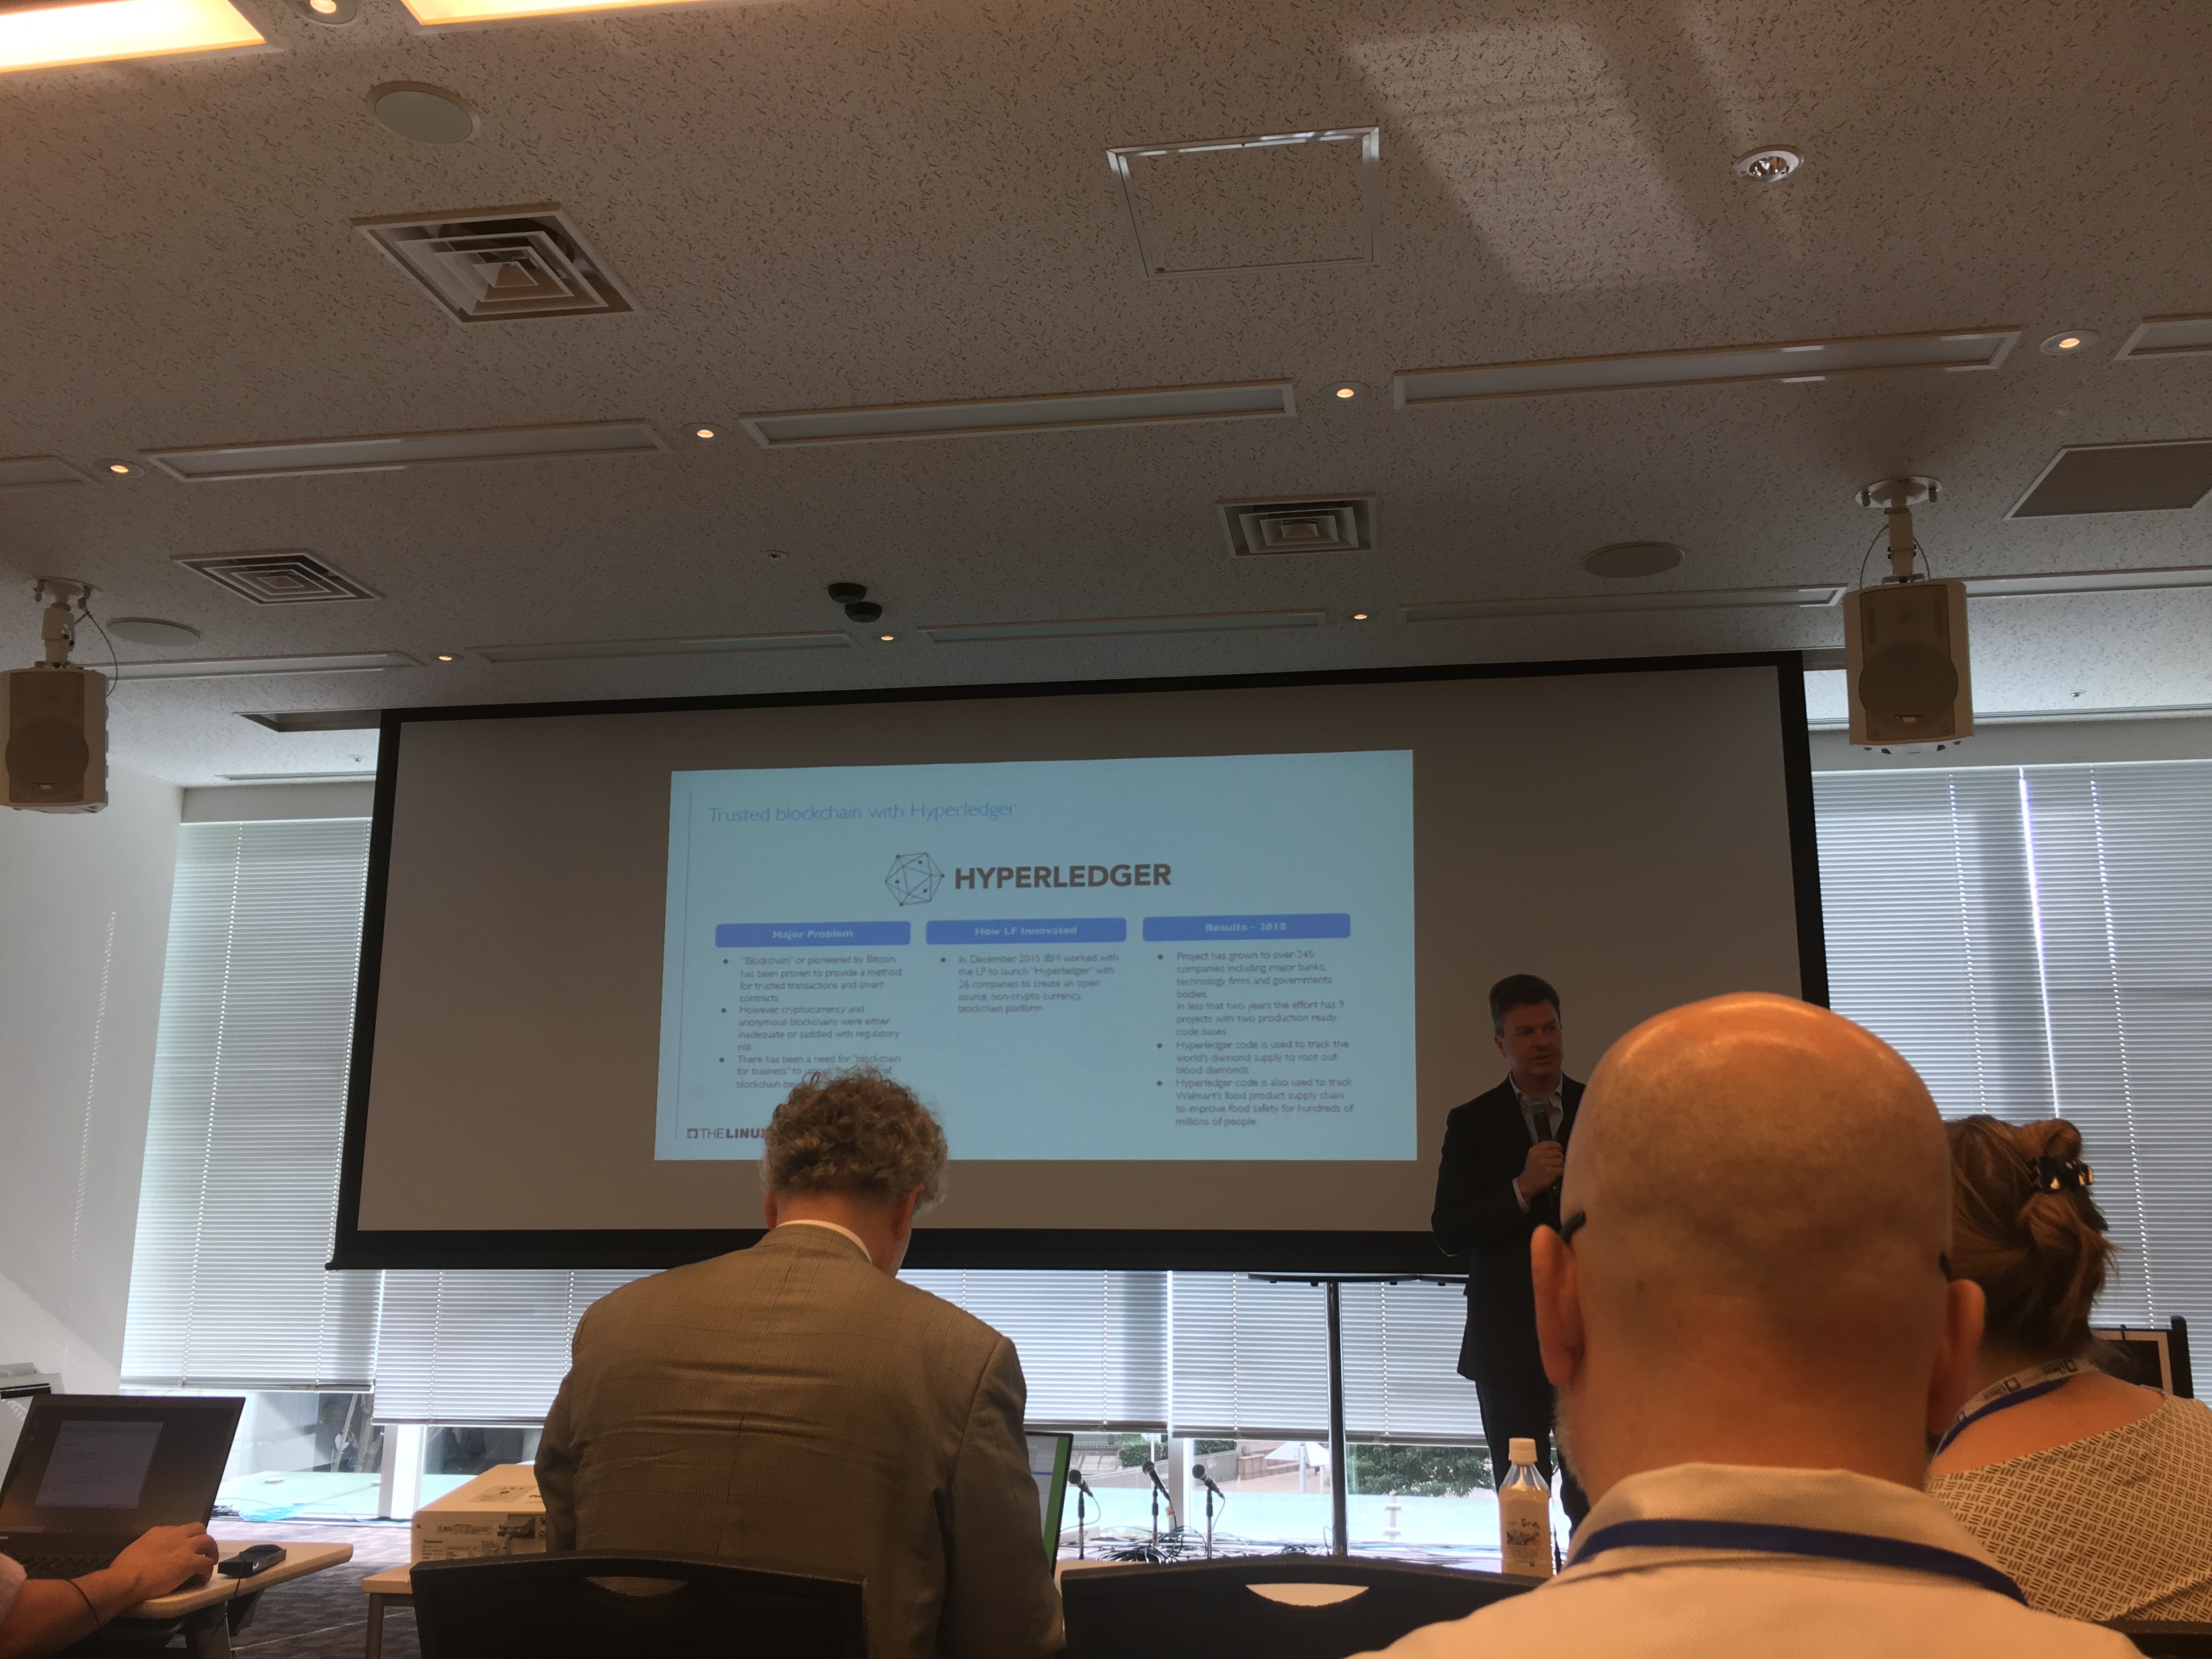 Trusted blockchain with Hyperledger
HYPERLEDGER
Major Problem
"Blockchain" or pioneered by Bitcoin
has been proven to provide a method
for trusted transactions and smart
contracts
However, cryptocurrency and
anonymous blockchains were either
inadequate or saddled with regulatory
risk.
There has been a need for "blockchain
for business" to
blockchain
How LF Innovated
In December 2015 IBM worked with
the LF to launch "Hyperledger" with
26 companies to create an open
source, non-crypto currency,
blockchain platform
Results - 2018
Project has grown to over 245
companies including major banks,
technology firms and governments
bodies.
In less that two years the effort has 9
projects with two production ready
code bases
Hyperledger code is used to track the
world's diamond supply to root out
blood diamonds
Hyperledger code is also used to track
Walmart's food product supply chain
to improve food safety for hundreds of
millions of people.
THE LINU
Panasonic